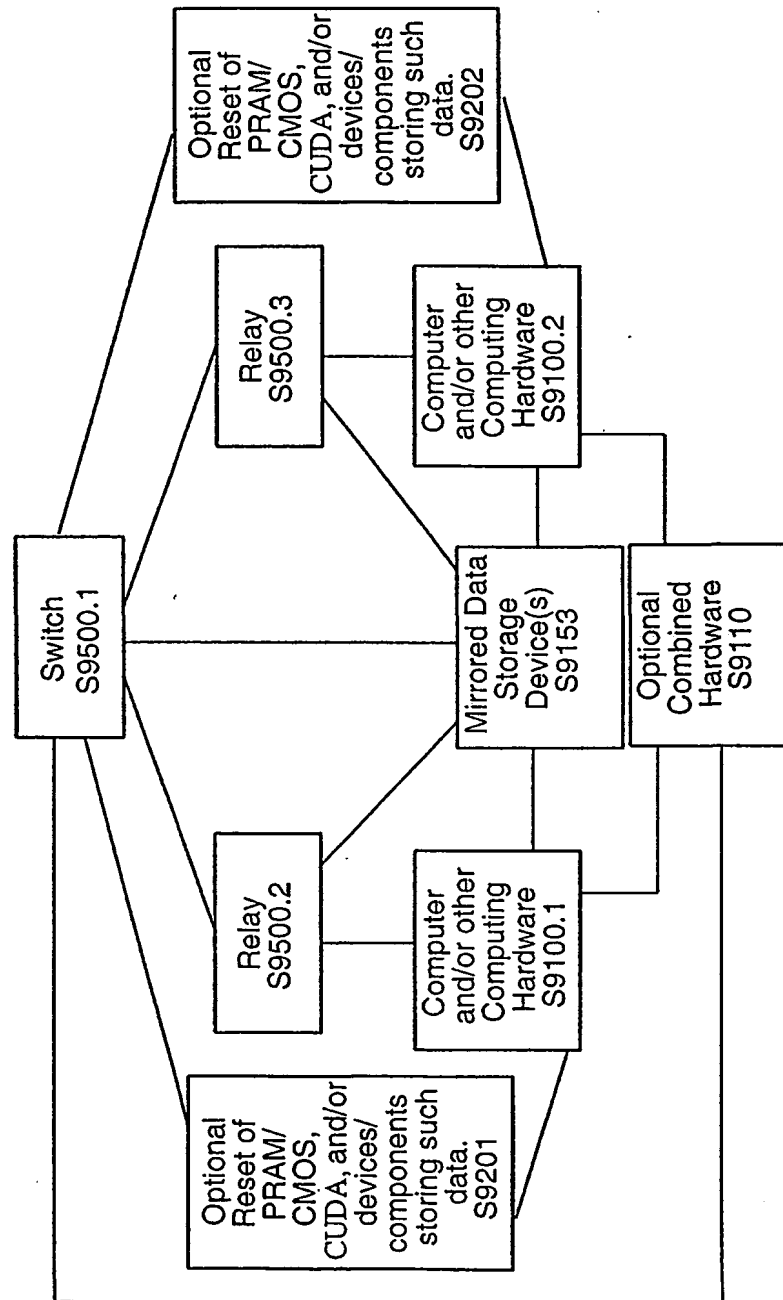 Switch
S9500.1
Optional
Reset of
PRAM/
CMOS,
CUDA, and/or
devices/
components
storing such
data.
S9201
Relay
S9500.2
Relay
S9500.3
Optional
Reset of
PRAM/
CMOS,
CUDA, and/or
devices/
components
storing such
data.
S9202
Computer
and/or other
Computing
Hardware
S9100.1
Mirrored Data
Storage
Device(s)
S9153
Computer
and/or other
Computing
Hardware
S9100.2
Optional
Combined
Hardware
S9110